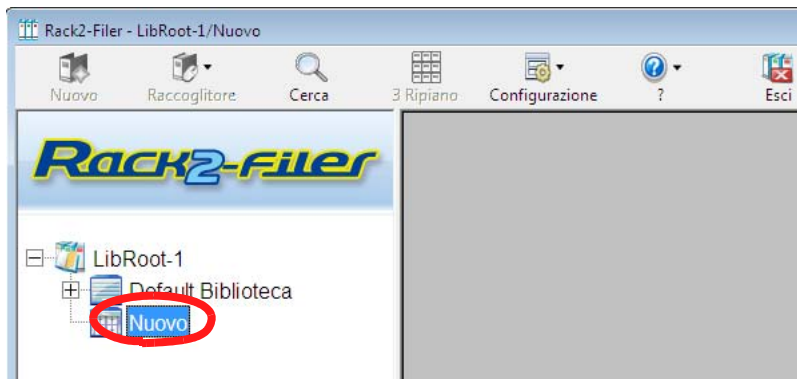 Rack2-Filer - LibRoot-1/Nuovo
Nuovo Raccoglitore Cerca 3 Ripiano Configurazione ? Esci
Rack2-Filer
LibRoot-1
Default Biblioteca
Nuovo